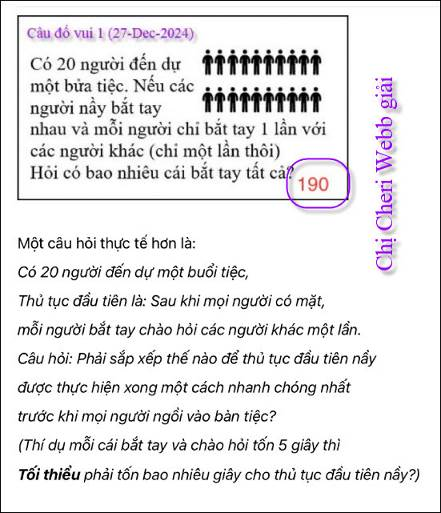 Câu đố vui 1 (27-Dec-2024)
Có 20 người đến dự
một bửa tiệc. Nếu các
người nầy bắt tay
nhau và mỗi người chỉ bắt tay 1 lần với
các người khác (chỉ một lần thôi)
Hỏi có bao nhiêu cái bắt tay tất cả?
190
Chị Cheri Webb giải
Một câu hỏi thực tế hơn là:
Có 20 người đến dự một buổi tiệc,
Thủ tục đầu tiên là: Sau khi mọi người có mặt,
mỗi người bắt tay chào hỏi các người khác một lần.
Câu hỏi: Phải sắp xếp thế nào để thủ tục đầu tiên nầy
được thực hiện xong một cách nhanh chóng nhất
trước khi mọi người ngồi vào bàn tiệc?
(Thí dụ mỗi cái bắt tay và chào hỏi tốn 5 giây thì
Tối thiểu phải tốn bao nhiêu giây cho thủ tục đầu tiên nầy?)